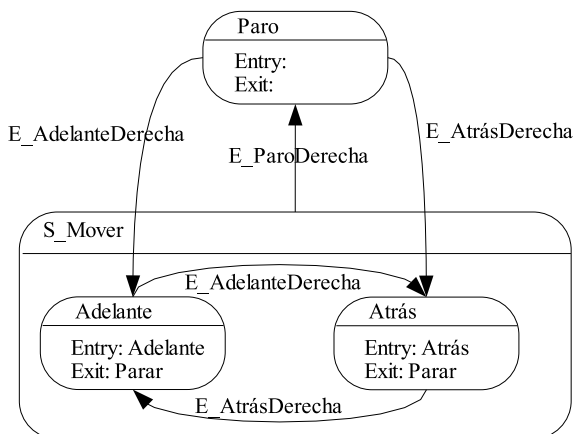 Paro
Entry:
Exit:
E_AdelanteDerecha
E_AtrásDerecha
E_ParoDerecha
S_Mover
E_AdelanteDerecha
Adelante
Entry: Adelante
Exit: Parar
Atrás
Entry: Atrás
Exit: Parar
E_AtrásDerecha